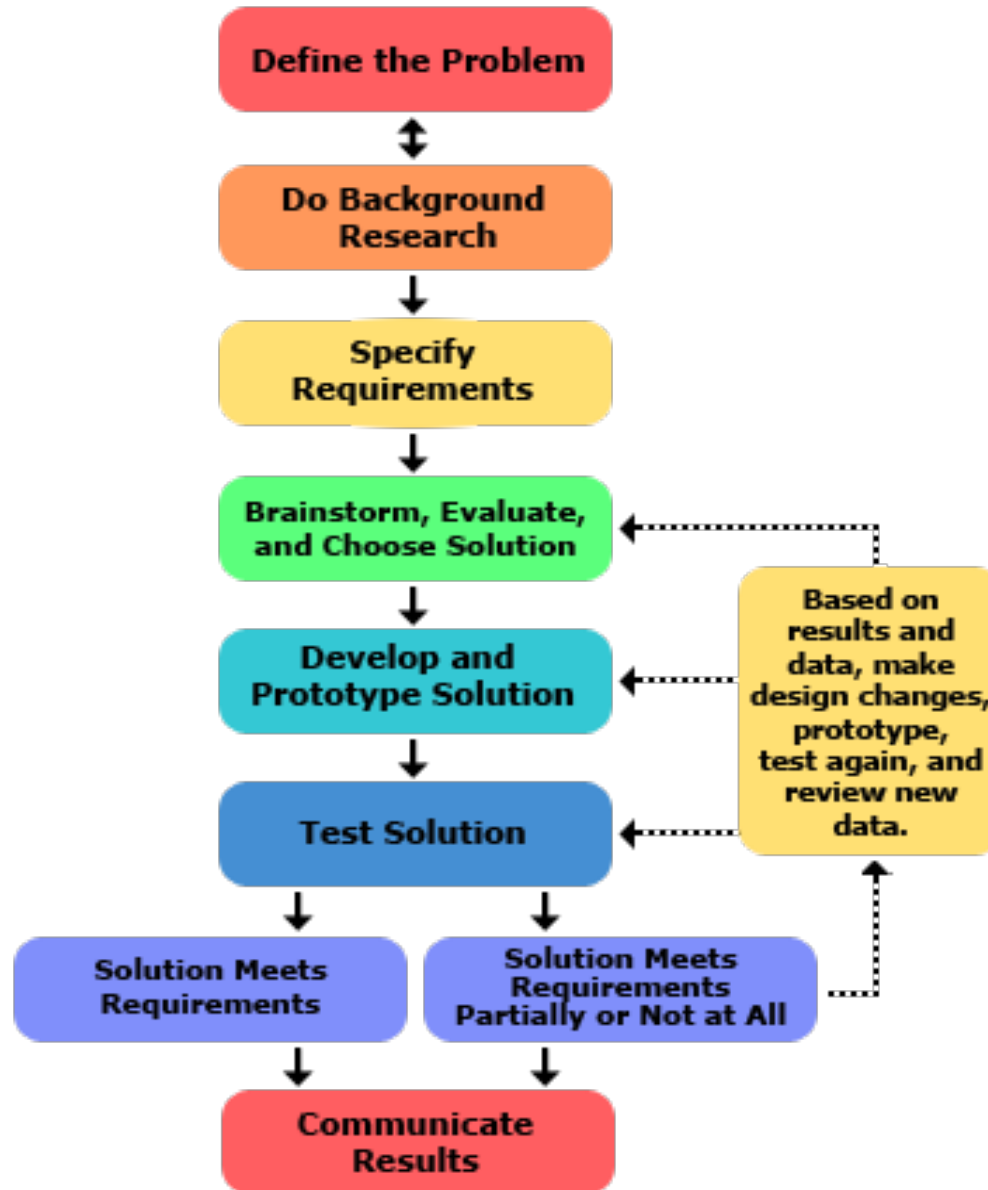 Define the Problem
Do Background
Research
Specify
Requirements
Brainstorm, Evaluate,
and Choose Solution
Develop and
Prototype Solution
Based on
results and
data, make
design changes,
prototype,
test again, and
review new
data.
Test Solution
Solution Meets
Requirements
Solution Meets
Requirements
Partially or Not at All
Communicate
Results